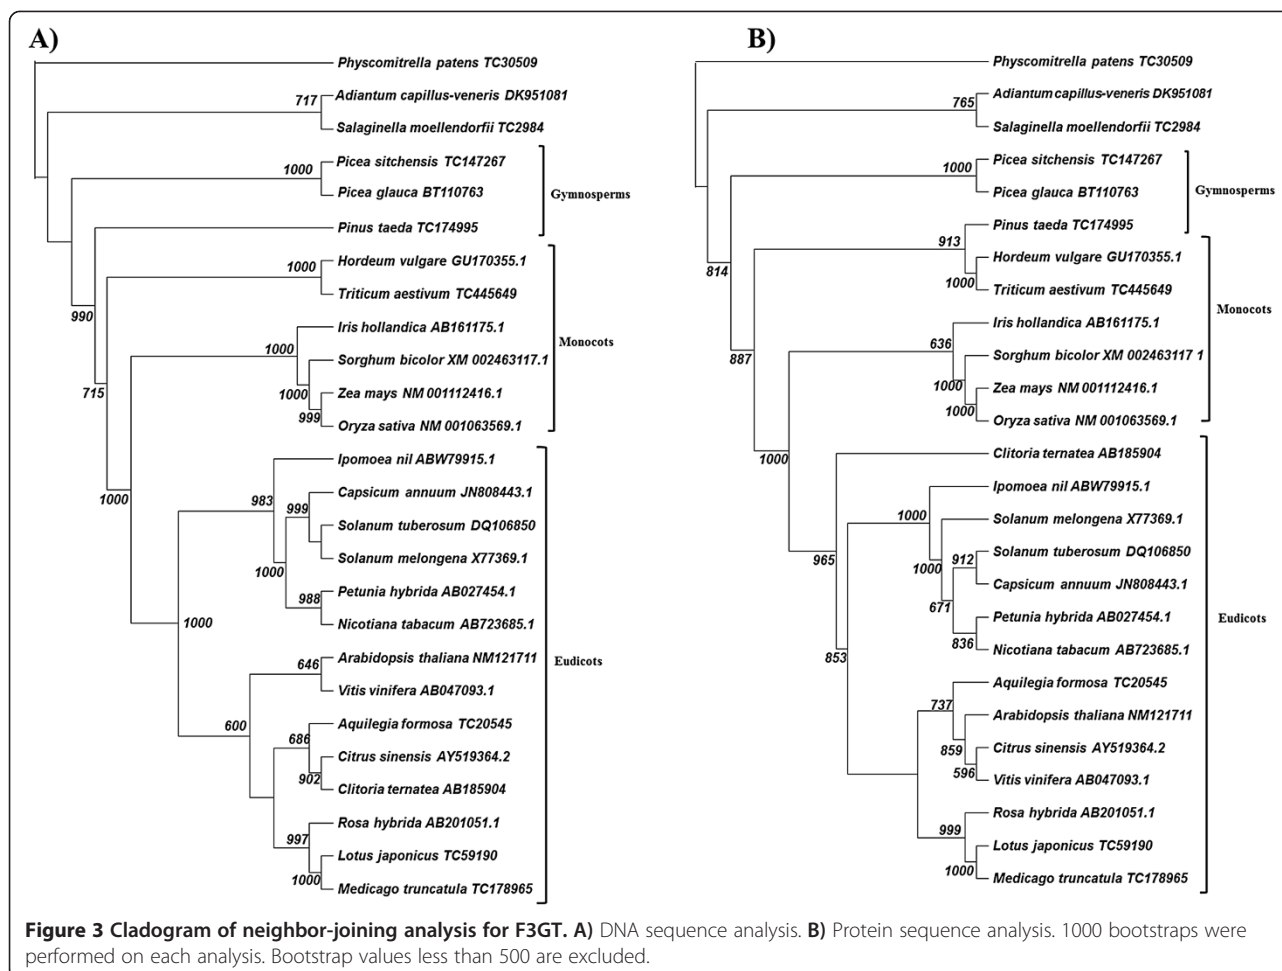 A)
Physcomitrella patens TC30509
717
Adiantum capillus-veneris DK951081
Salaginella moellendorfii TC2984
1000
Picea sitchensis TC147267
Picea glauca BT110763
Gymnosperms
Pinus taeda TC174995
990
1000
Hordeum vulgare GU170355.1
Triticum aestivum TC445649
Monocots
715
Iris hollandica AB161175.1
1000
Sorghum bicolor XM 002463117.1
1000
Zea mays NM 001112416.1
999
Oryza sativa NM 001063569.1
1000
Ipomoea nil ABW79915.1
983
Capsicum annuum JN808443.1
999
Solanum tuberosum DQ106850
Solanum melongena X77369.1
1000
Petunia hybrida AB027454.1
988
Nicotiana tabacum AB723685.1
1000
Eudicots
Arabidopsis thaliana NM121711
646
Vitis vinifera AB047093.1
600
Aquilegia formosa TC20545
686
Citrus sinensis AY519364.2
902
Clitoria ternatea AB185904
Rosa hybrida AB201051.1
997
Lotus japonicus TC59190
1000
Medicago truncatula TC178965
B)
Physcomitrella patens TC30509
765
Adiantum capillus-veneris DK951081
Salaginella moellendorfii TC2984
1000
Picea sitchensis TC147267
Picea glauca BT110763
Gymnosperms
814
Pinus taeda TC174995
913
Hordeum vulgare GU170355.1
1000
Triticum aestivum TC445649
Monocots
887
Iris hollandica AB161175.1
636
Sorghum bicolor XM 002463117 1
1000
Zea mays NM 001112416.1
1000
Oryza sativa NM 001063569.1
1000
Clitoria ternatea AB185904
965
Ipomoea nil ABW79915.1
1000
Solanum melongena X77369.1
1000
Solanum tuberosum DQ106850
912
Capsicum annuum JN808443.1
671
Petunia hybrida AB027454.1
836
Nicotiana tabacum AB723685.1
853
Eudicots
Aquilegia formosa TC20545
737
Arabidopsis thaliana NM121711
859
Citrus sinensis AY519364.2
596
Vitis vinifera AB047093.1
Rosa hybrida AB201051.1
999
Lotus japonicus TC59190
1000
Medicago truncatula TC178965
Figure 3 Cladogram of neighbor-joining analysis for F3GT. A) DNA sequence analysis. B) Protein sequence analysis. 1000 bootstraps were
performed on each analysis. Bootstrap values less than 500 are excluded.